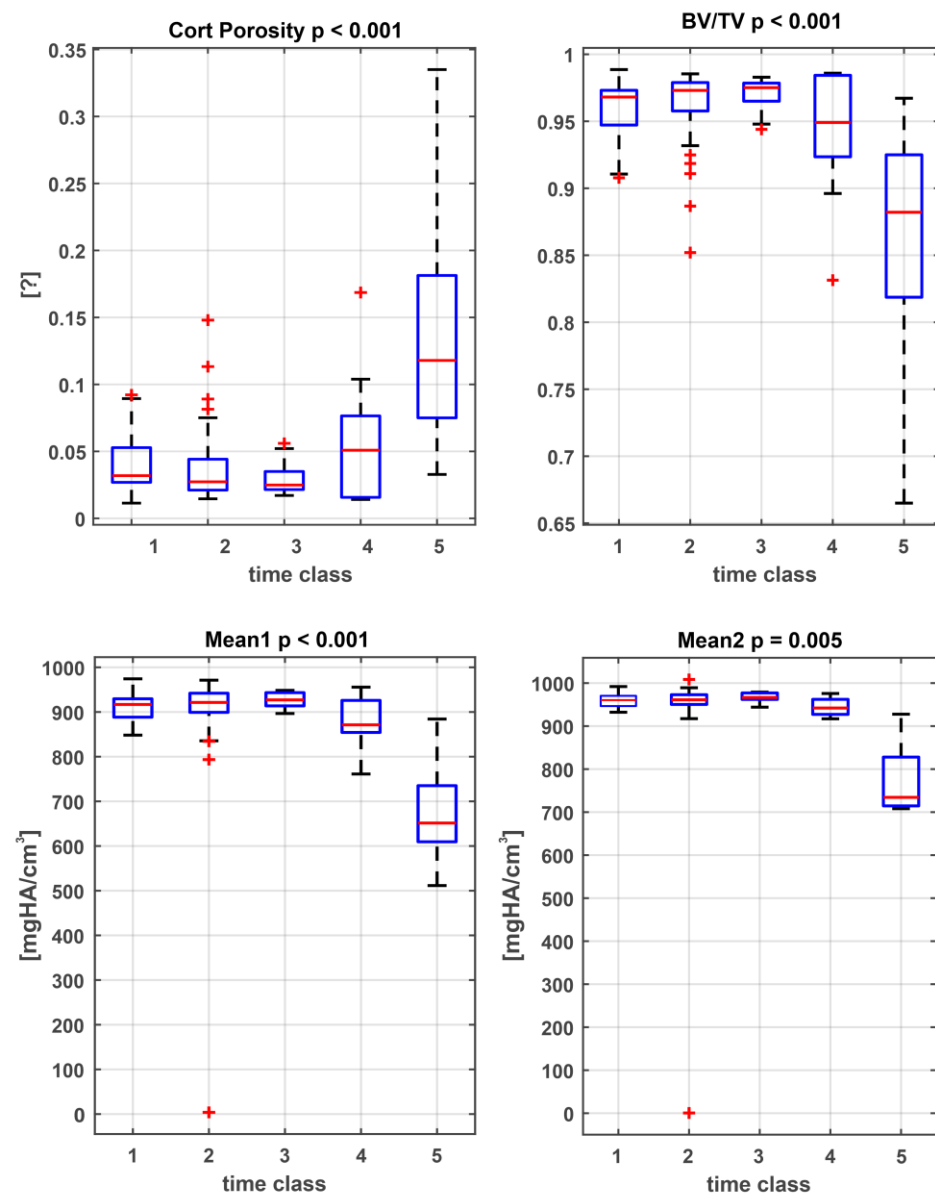 Cort Porosity p < 0.001
0.35
0.3
0.25
0.2
0.15
0.1
0.05
0
[?]
1 2 3 4 5
time class
BV/TV p < 0.001
1
0.95
0.9
0.85
0.8
0.75
0.7
0.65
1 2 3 4 5
time class
Mean1 p < 0.001
1000
900
800
700
600
500
400
300
200
100
0
[mgHA/cm³]
1 2 3 4 5
time class
Mean2 p = 0.005
1000
900
800
700
600
500
400
300
200
100
0
[mgHA/cm³]
1 2 3 4 5
time class